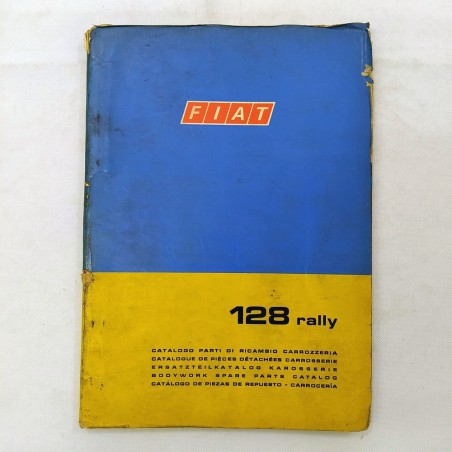 FIAT
128 rally
CATALOGO PARTI DI RICAMBIO CARROZZERIA
CATALOGUE DE PIÈCES DÉTACHÉES CARROSSERIE
ERSATZTEILKATALOG KAROSSERIE
BODYWORK SPARE PARTS CATALOG
CATÁLOGO DE PIEZAS DE REPUESTO - CARROCERÍA